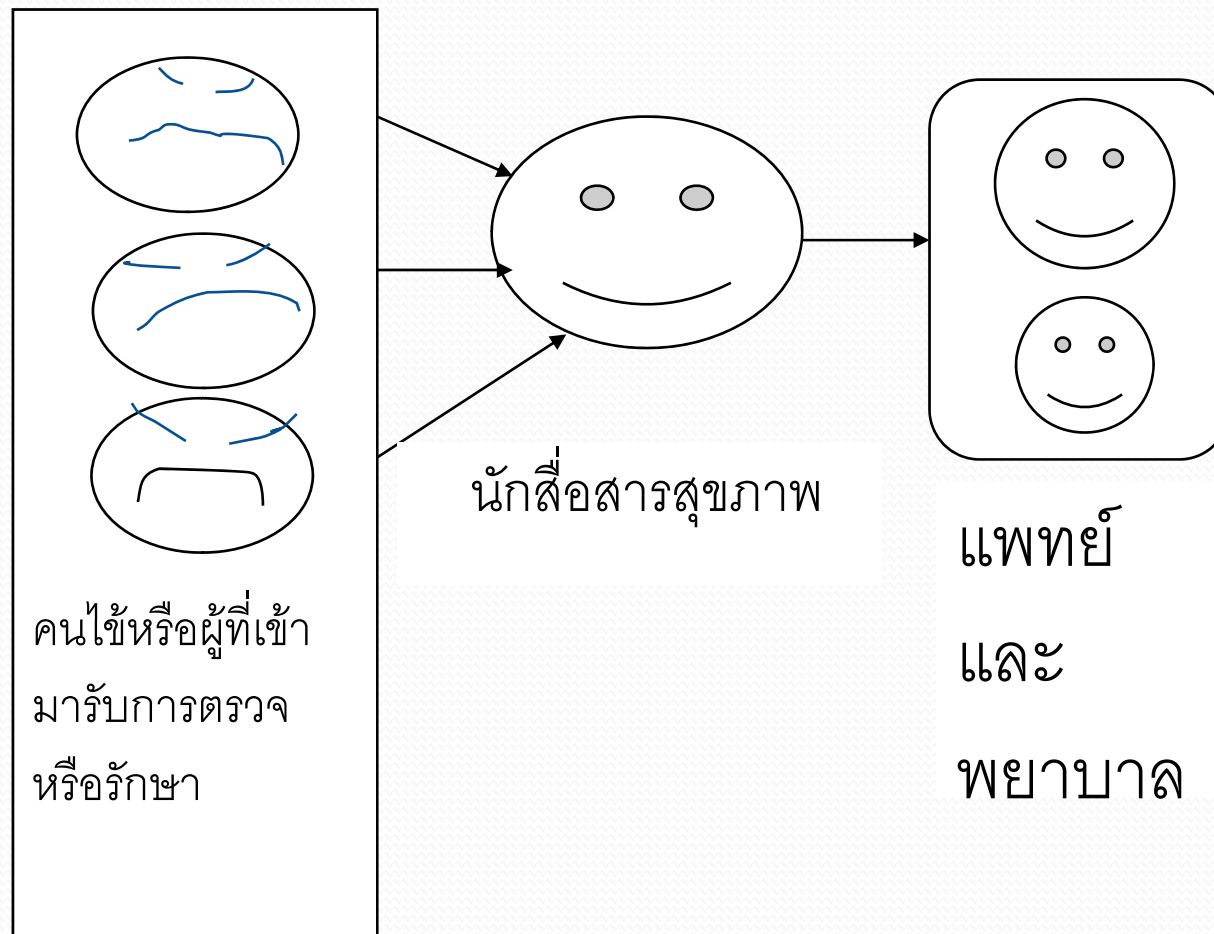 คนไข้หรือผู้ที่เข้า
มารับการตรวจ
หรือรักษา
นักสื่อสารสุขภาพ
แพทย์
และ
พยาบาล